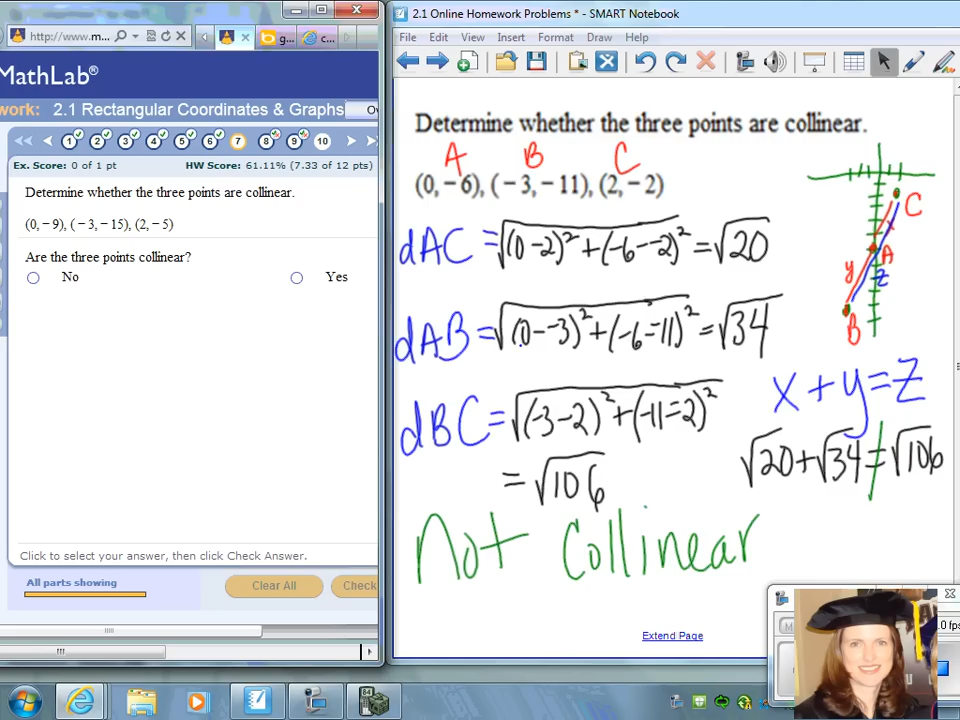 2.1 Online Homework Problems * - SMART Notebook
http://www.m...
g...
c...
File Edit View Insert Format Draw Help
MathLab®
work: 2.1 Rectangular Coordinates & Graphs
Ov
1 2 3 4 5 6 7 8 9 10
Ex. Score: 0 of 1 pt HW Score: 61.11% (7.33 of 12 pts)
Determine whether the three points are collinear.
(0, − 9), ( − 3, − 15), (2, − 5)
Are the three points collinear?
No Yes
Click to select your answer, then click Check Answer.
All parts showing
Clear All Check
Determine whether the three points are collinear.
A B C
(0, − 6), ( − 3, − 11), (2, − 2)
dAC = √(0-2)² + (-6--2)² = √20
dAB = √(0--3)² + (-6--11)² = √34
dBC = √(-3-2)² + (-11--2)²
= √106
C
x
A
y
z
B
x + y = z
√20 + √34 ≠ √106
Not Collinear
Extend Page
M
.0 fps
U
84